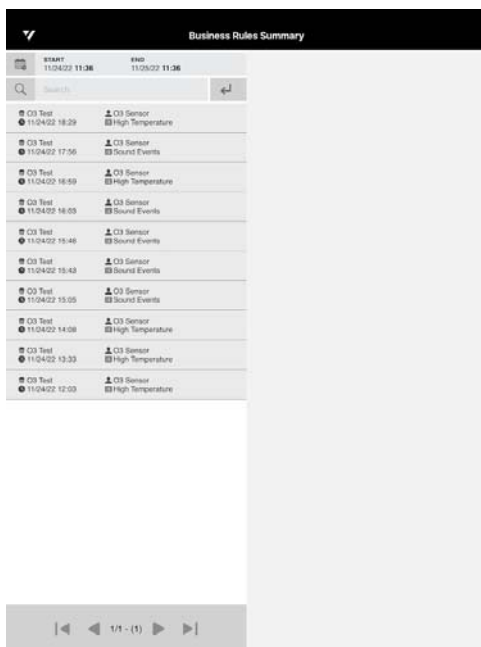 Business Rules Summary
START END
11/24/22 11:36 11/25/22 11:36
Search
O3 Test O3 Sensor
11/24/22 18:29 High Temperature
O3 Test O3 Sensor
11/24/22 17:56 Sound Events
O3 Test O3 Sensor
11/24/22 16:59 High Temperature
O3 Test O3 Sensor
11/24/22 16:03 Sound Events
O3 Test O3 Sensor
11/24/22 15:46 Sound Events
O3 Test O3 Sensor
11/24/22 15:43 Sound Events
O3 Test O3 Sensor
11/24/22 15:05 Sound Events
O3 Test O3 Sensor
11/24/22 14:08 High Temperature
O3 Test O3 Sensor
11/24/22 13:33 High Temperature
O3 Test O3 Sensor
11/24/22 12:03 High Temperature
1/1 - (1)